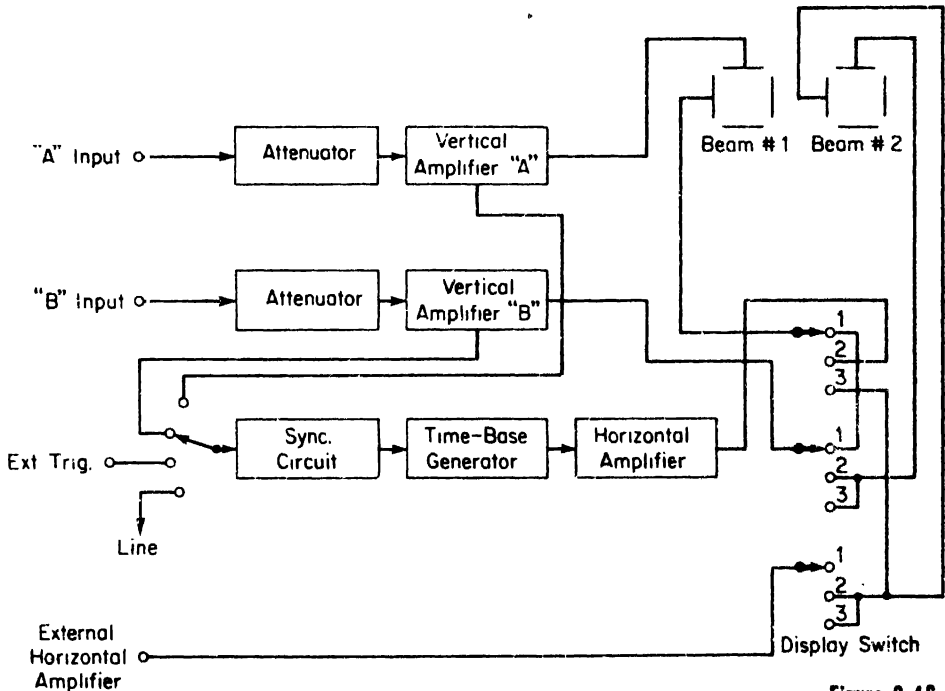 "A" Input
Attenuator
Vertical
Amplifier "A"
Beam # 1
Beam # 2
"B" Input
Attenuator
Vertical
Amplifier "B"
1
2
3
Ext Trig.
Sync.
Circuit
Time-Base
Generator
Horizontal
Amplifier
1
2
3
Line
1
2
3
External
Horizontal
Amplifier
Display Switch